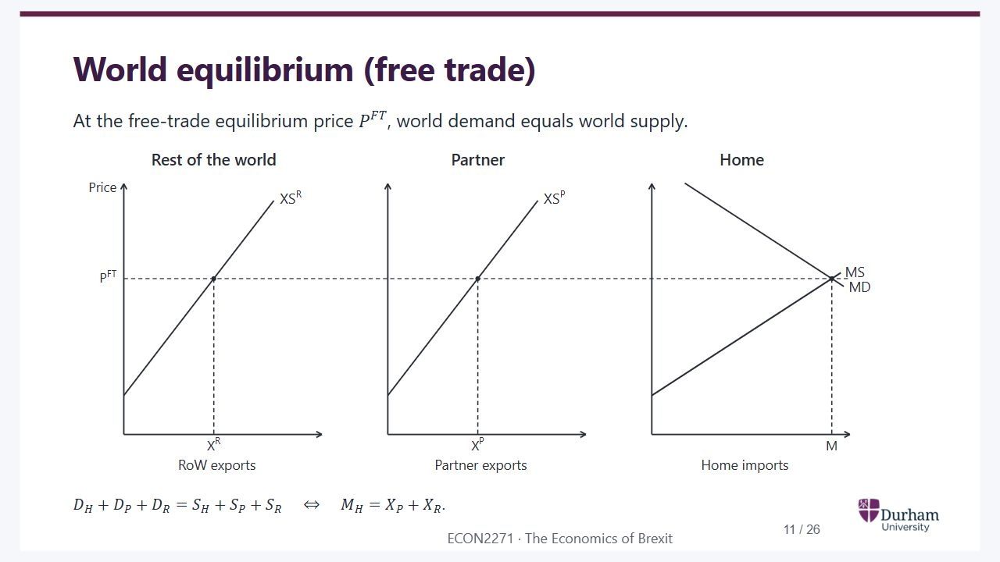 World equilibrium (free trade)
At the free-trade equilibrium price P^FT, world demand equals world supply.
Rest of the world
Partner
Home
Price
XS^R
XS^P
P^FT
MS
MD
X^R
X^P
M
RoW exports
Partner exports
Home imports
D_H + D_P + D_R = S_H + S_P + S_R ⇔ M_H = X_P + X_R.
Durham
University
11 / 26
ECON2271 · The Economics of Brexit